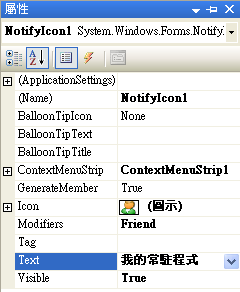 屬性
NotifyIcon1 System.Windows.Forms.Notify
(ApplicationSettings)
(Name) NotifyIcon1
BalloonTipIcon None
BalloonTipText
BalloonTipTitle
ContextMenuStrip ContextMenuStrip1
GenerateMember True
Icon (圖示)
Modifiers Friend
Tag
Text 我的常駐程式
Visible True